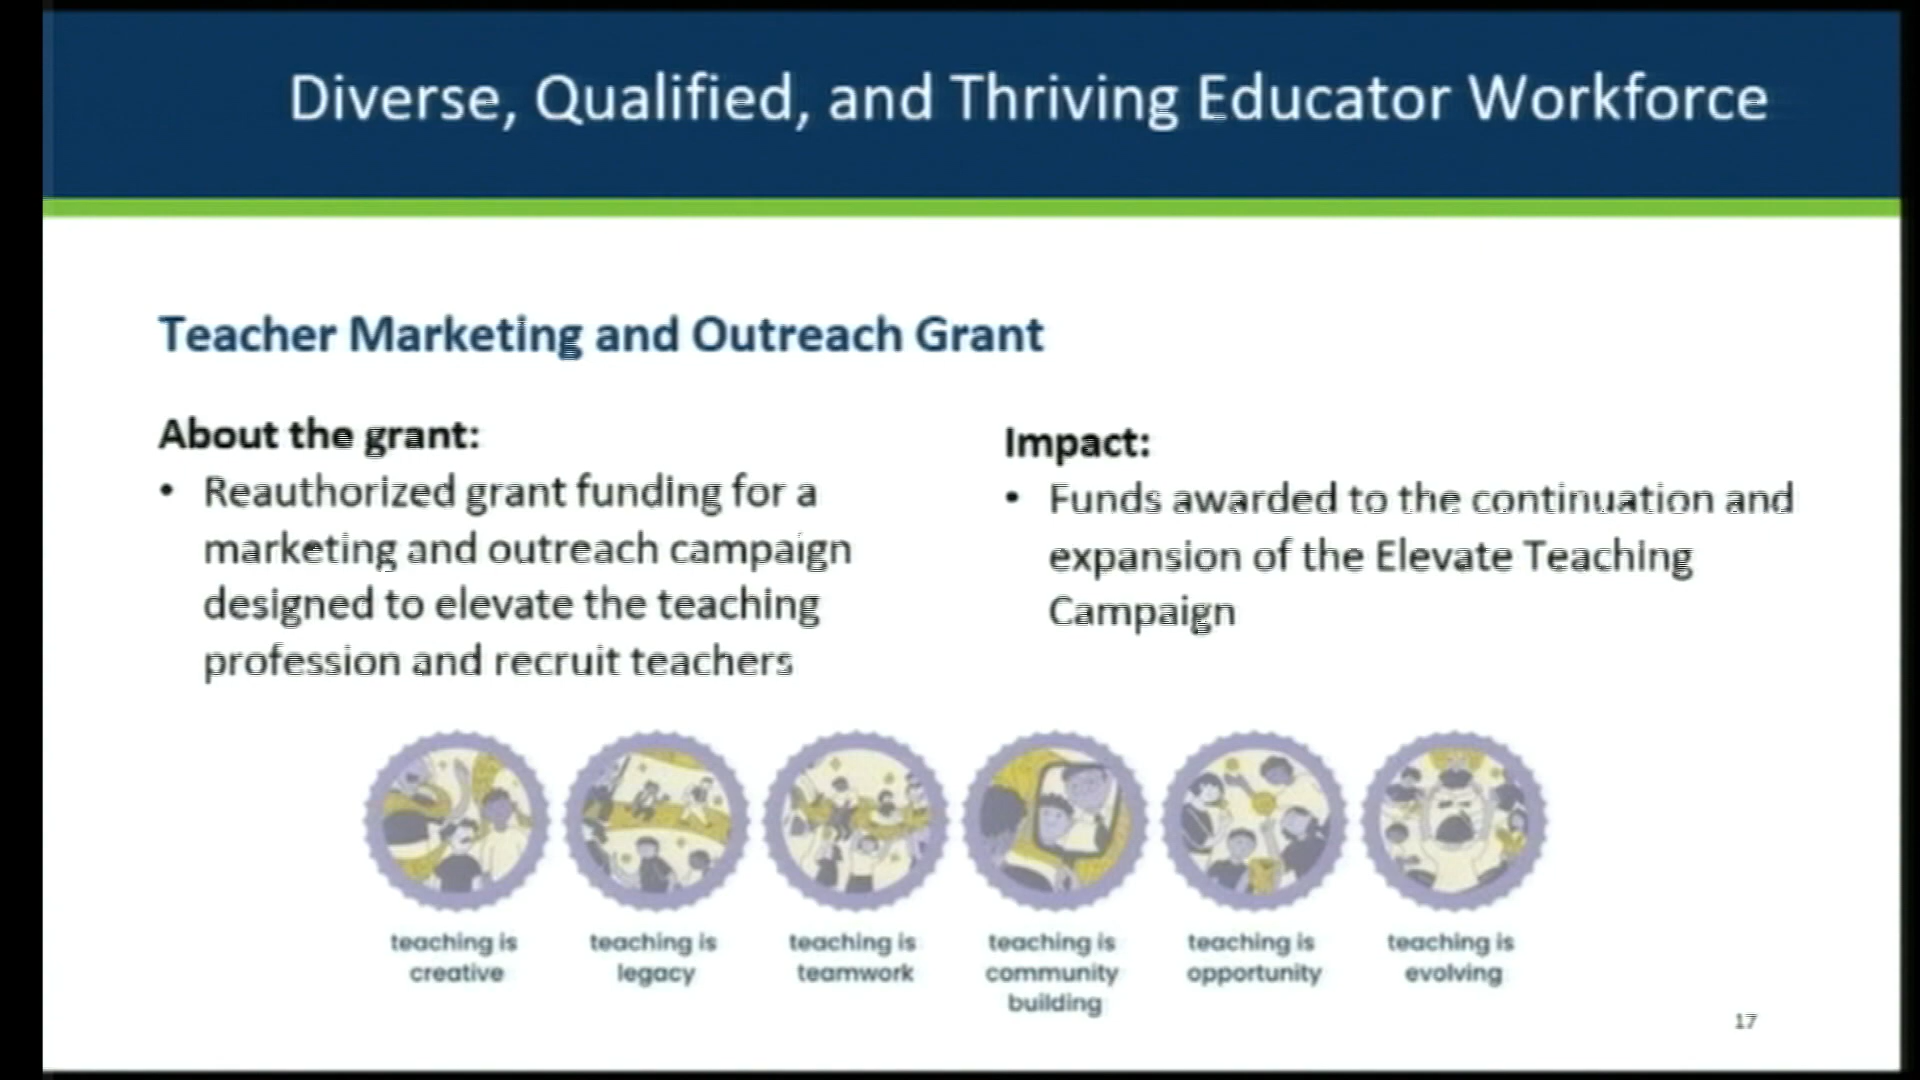 Diverse, Qualified, and Thriving Educator Workforce
Teacher Marketing and Outreach Grant
About the grant:
• Reauthorized grant funding for a
marketing and outreach campaign
designed to elevate the teaching
profession and recruit teachers
Impact:
• Funds awarded to the continuation and
expansion of the Elevate Teaching
Campaign
teaching is
creative
teaching is
legacy
teaching is
teamwork
teaching is
community
building
teaching is
opportunity
teaching is
evolving
17